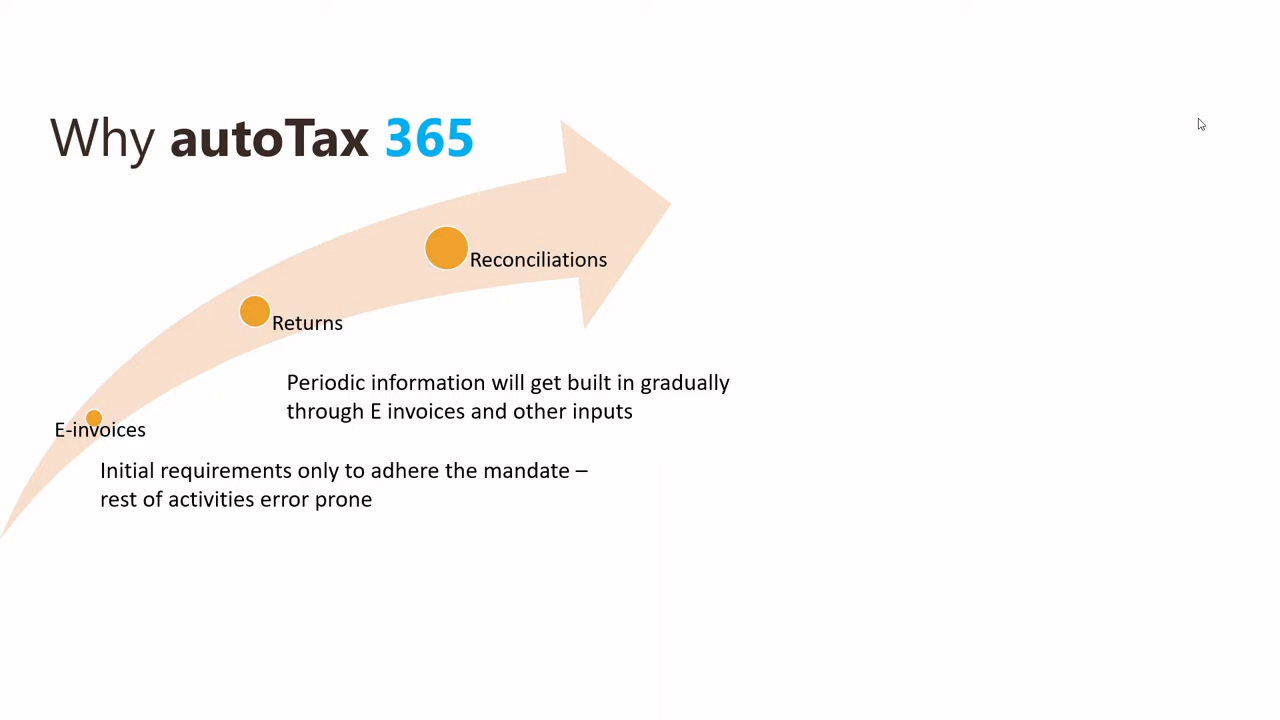 Why autoTax 365
Reconciliations
Returns
Periodic information will get built in gradually
through E invoices and other inputs
E-invoices
Initial requirements only to adhere the mandate –
rest of activities error prone